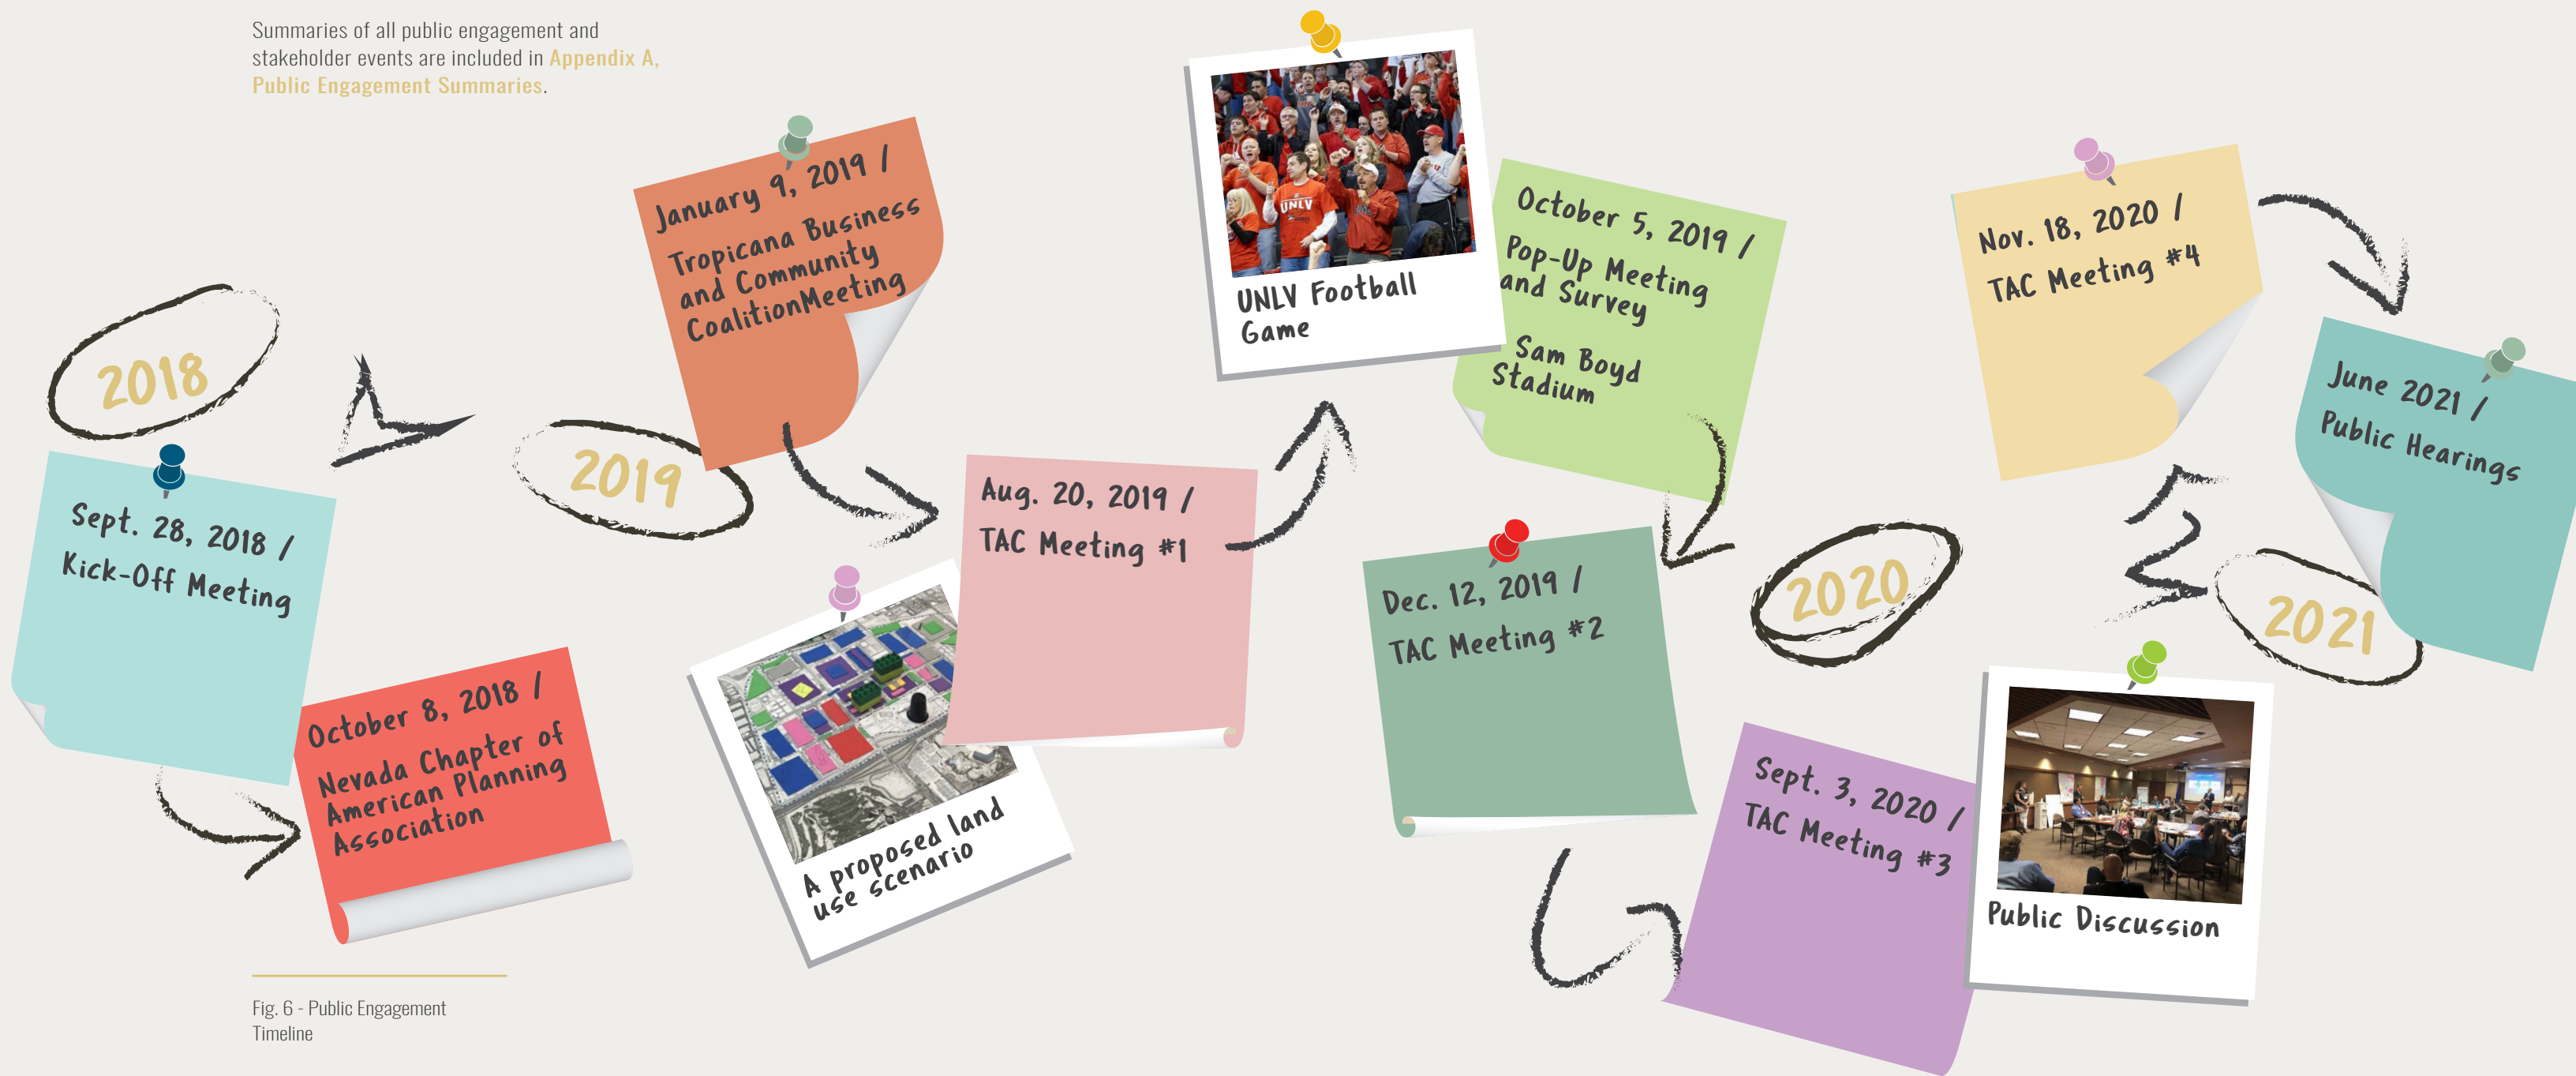 Summaries of all public engagement and
stakeholder events are included in Appendix A,
Public Engagement Summaries.
2018
Sept. 28, 2018 /
Kick-Off Meeting
October 8, 2018 /
Nevada Chapter of
American Planning
Association
2019
January 9, 2019 /
Tropicana Business
and Community
CoalitionMeeting
A proposed land
use scenario
Aug. 20, 2019 /
TAC Meeting #1
UNLV
UNLV Football
Game
October 5, 2019 /
Pop-Up Meeting
and Survey
Sam Boyd
Stadium
Dec. 12, 2019 /
TAC Meeting #2
2020
Sept. 3, 2020 /
TAC Meeting #3
Public Discussion
Nov. 18, 2020 /
TAC Meeting #4
2021
June 2021 /
Public Hearings
Fig. 6 - Public Engagement
Timeline